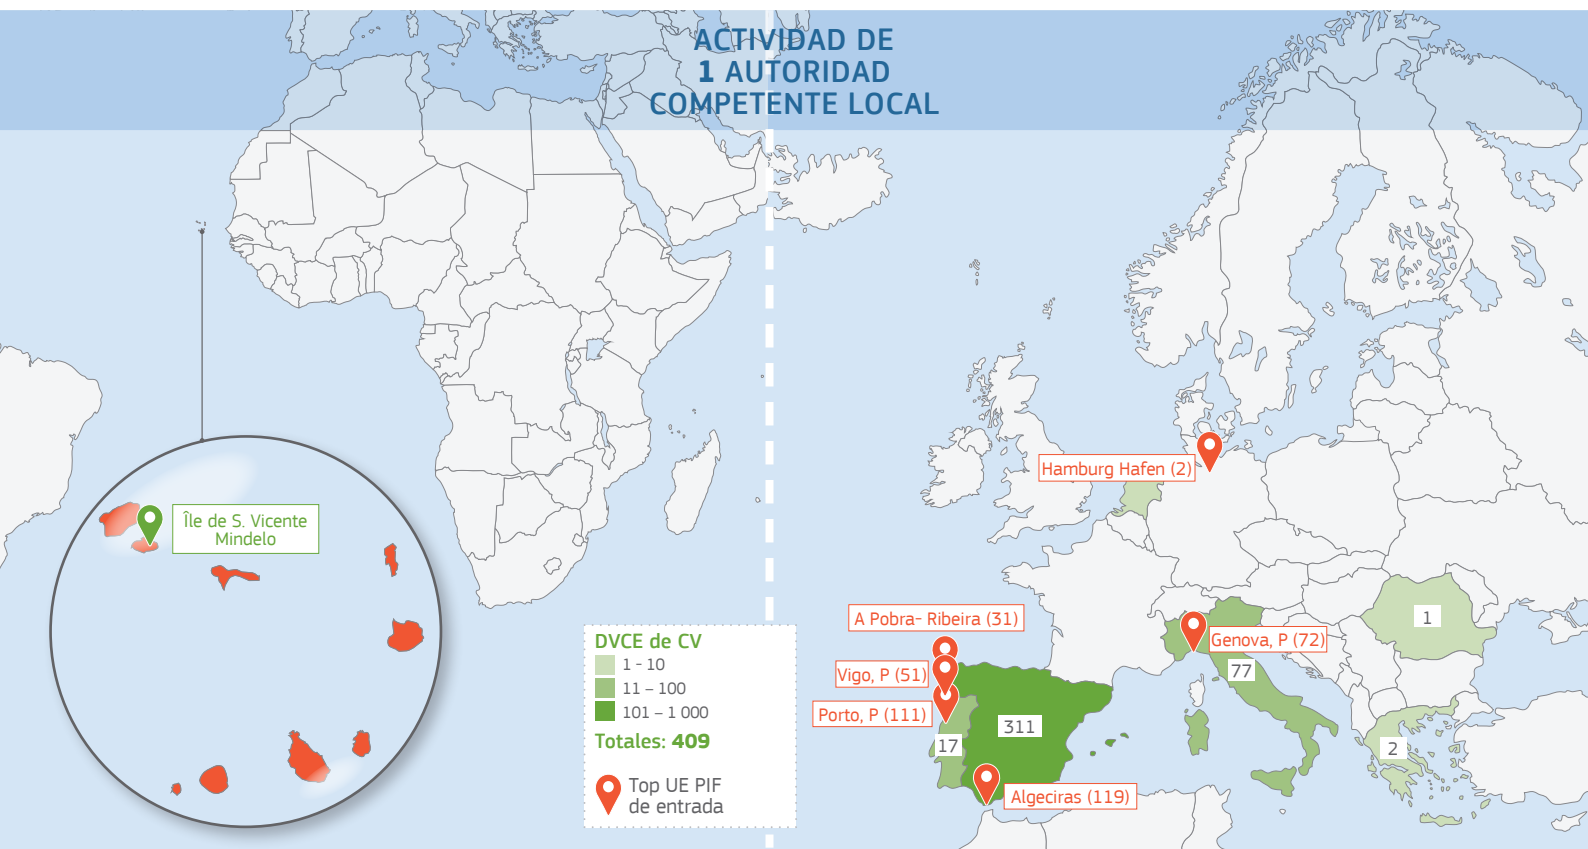 ACTIVIDAD DE
1 AUTORIDAD
COMPETENTE LOCAL
Île de S. Vicente
Mindelo
DVCE de CV
1 - 10
11 – 100
101 – 1 000
Totales: 409
Top UE PIF
de entrada
Hamburg Hafen (2)
A Pobra- Ribeira (31)
Vigo, P (51)
Porto, P (111)
Genova, P (72)
Algeciras (119)
1
77
311
17
2